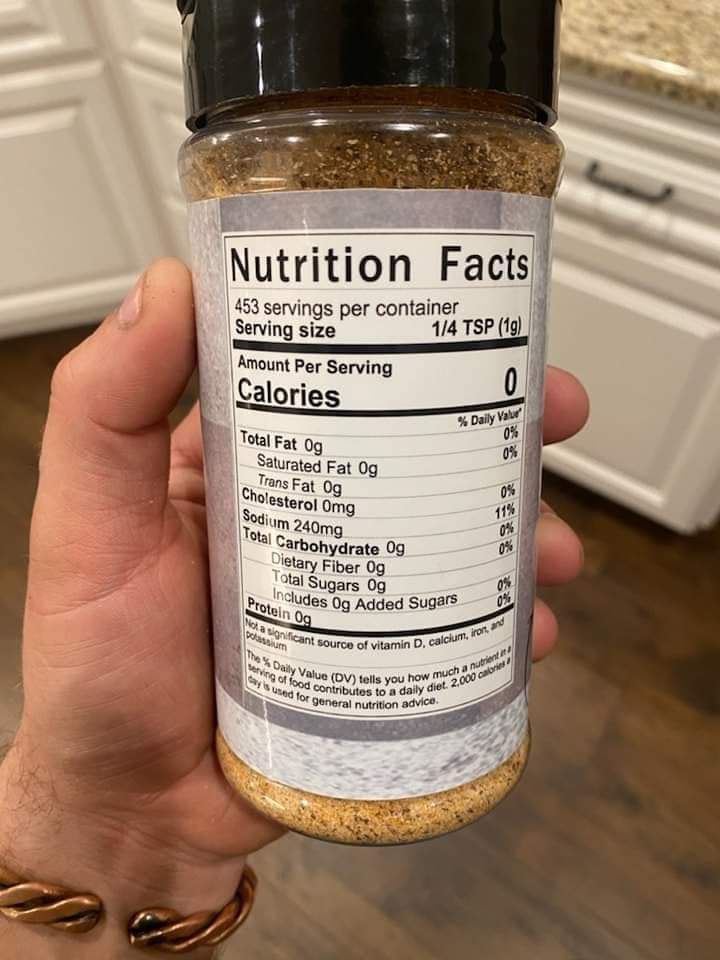 Nutrition Facts
453 servings per container
Serving size 1/4 TSP (1g)
Amount Per Serving
Calories 0
% Daily Value*
Total Fat 0g 0%
Saturated Fat 0g 0%
Trans Fat 0g
Cholesterol 0mg 0%
Sodium 240mg 11%
Total Carbohydrate 0g 0%
Dietary Fiber 0g 0%
Total Sugars 0g
Includes 0g Added Sugars 0%
Protein 0g 0%
Not a significant source of vitamin D, calcium, iron, and
potassium
The % Daily Value (DV) tells you how much a nutrient in a
serving of food contributes to a daily diet. 2,000 calories a
day is used for general nutrition advice.